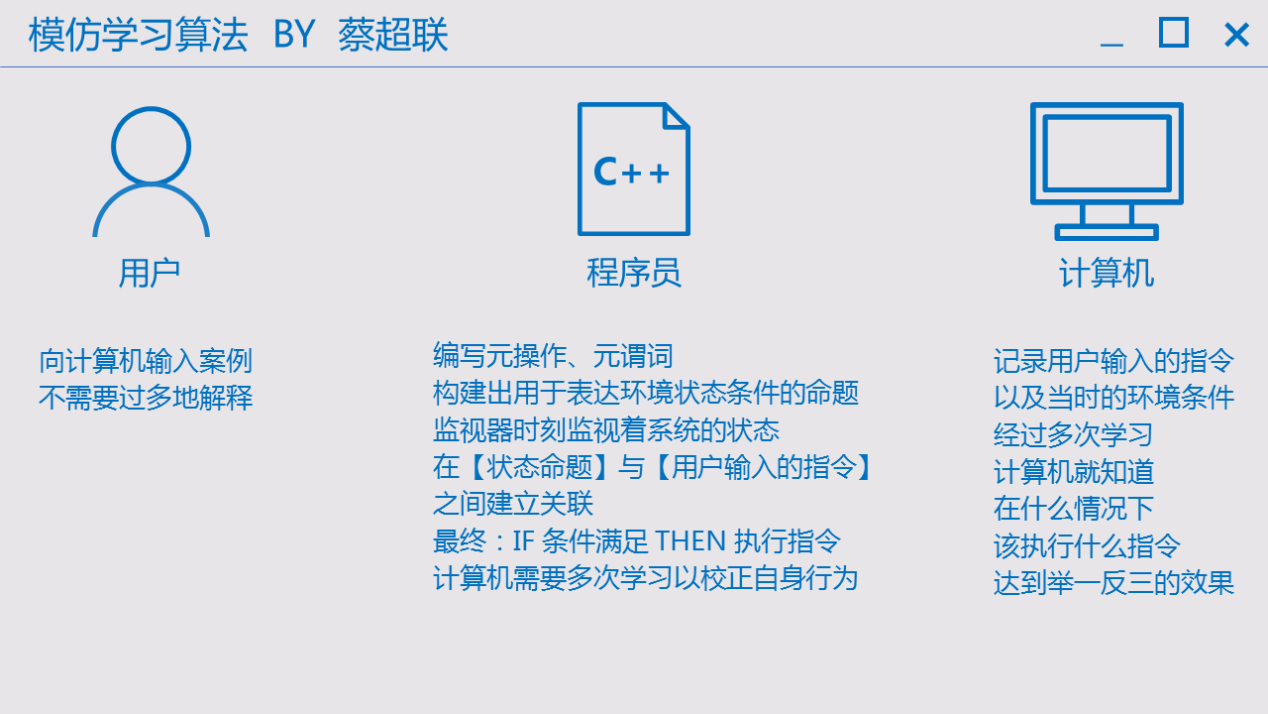 模仿学习算法 BY 蔡超联
C++
用户
程序员
计算机
向计算机输入案例
不需要过多地解释
编写元操作、元谓词
构建出用于表达环境状态条件的命题
监视器时刻监视着系统的状态
在【状态命题】与【用户输入的指令】
之间建立关联
最终：IF 条件满足 THEN 执行指令
计算机需要多次学习以校正自身行为
记录用户输入的指令
以及当时的环境条件
经过多次学习
计算机就知道
在什么情况下
该执行什么指令
达到举一反三的效果